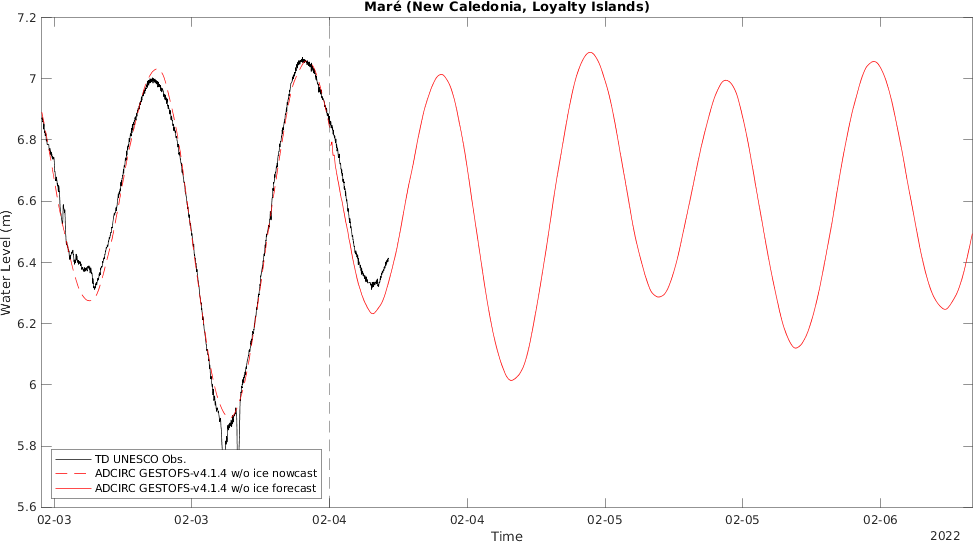 Maré (New Caledonia, Loyalty Islands)
7.2
7
6.8
6.6
6.4
6.2
6
5.8
5.6
Water Level (m)
TD UNESCO Obs.
ADCIRC GESTOFS-v4.1.4 w/o ice nowcast
ADCIRC GESTOFS-v4.1.4 w/o ice forecast
02-03 02-03 02-04 02-04 02-05 02-05 02-06
Time
2022